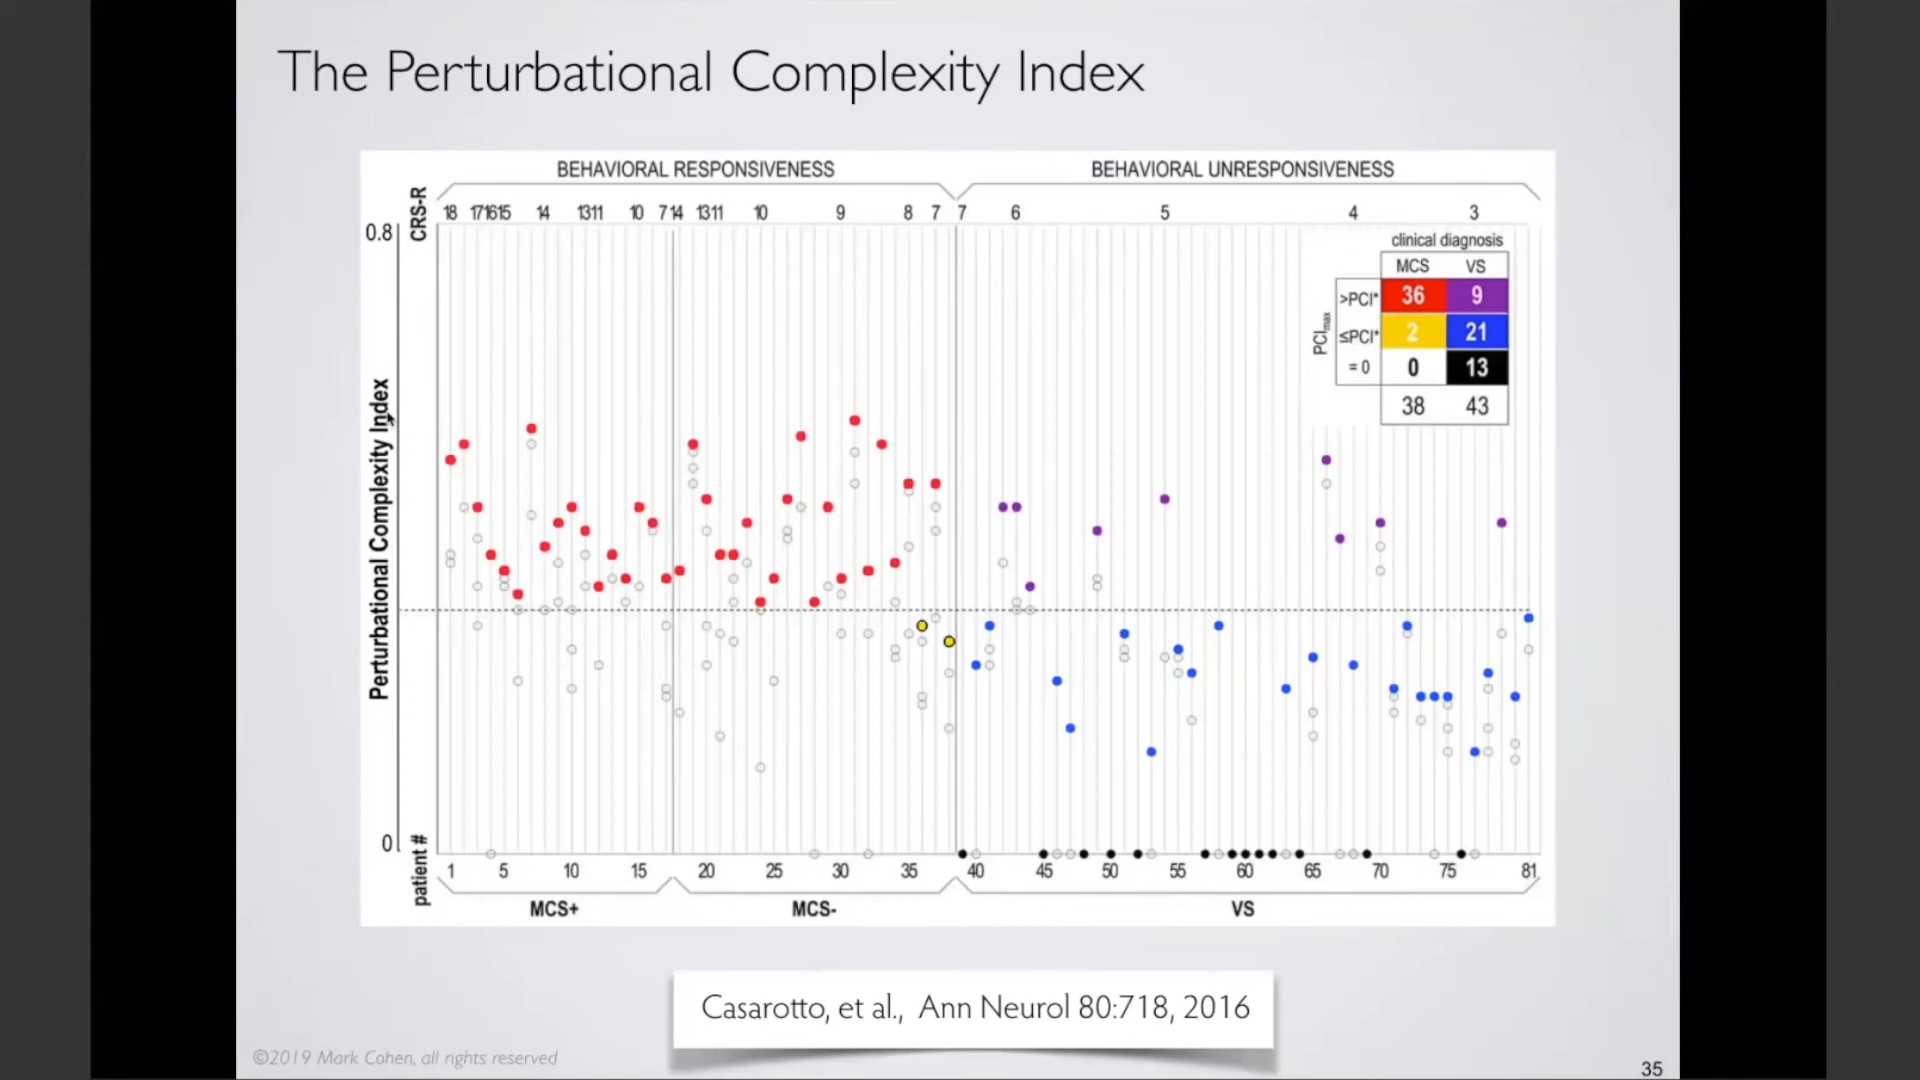 The Perturbational Complexity Index
BEHAVIORAL RESPONSIVENESS
BEHAVIORAL UNRESPONSIVENESS
CRS-R
18 17 16 15 14 13 11 10 7 14 13 11 10 9 8 7 7 6 5 4 3
0.8
clinical diagnosis
MCS VS
PCImax
>PCI* 36 9
≤PCI* 2 21
= 0 0 13
38 43
Perturbational Complexity Index
0
patient #
1 5 10 15 20 25 30 35 40 45 50 55 60 65 70 75 81
MCS+ MCS- VS
Casarotto, et al., Ann Neurol 80:718, 2016
©2019 Mark Cohen, all rights reserved
35